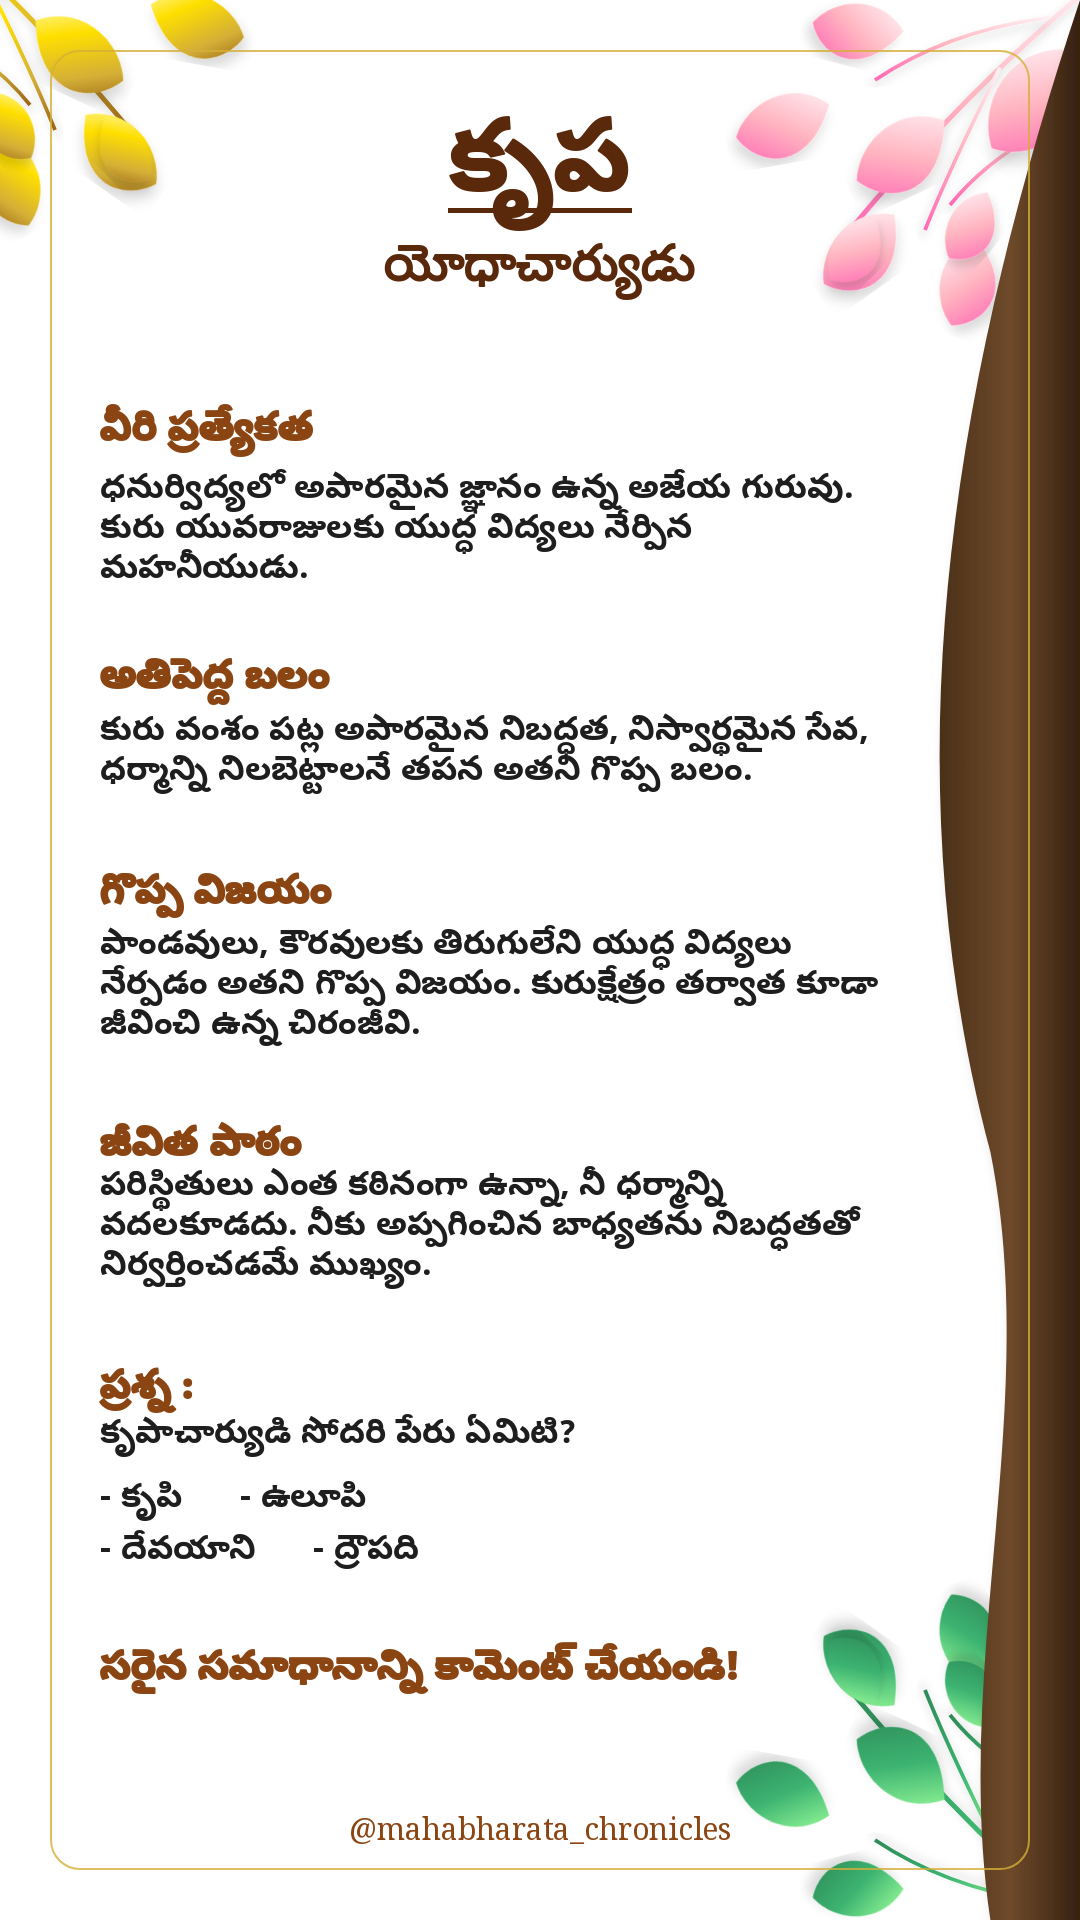 కృప
యోధాచార్యుడు
వీరి ప్రత్యేకత
ధనుర్విద్యలో అపారమైన జ్ఞానం ఉన్న అజేయ గురువు.
కురు యువరాజులకు యుద్ధ విద్యలు నేర్పిన
మహనీయుడు.
అతిపెద్ద బలం
కురు వంశం పట్ల అపారమైన నిబద్ధత, నిస్వార్థమైన సేవ,
ధర్మాన్ని నిలబెట్టాలనే తపన అతని గొప్ప బలం.
గొప్ప విజయం
పాండవులు, కౌరవులకు తిరుగులేని యుద్ధ విద్యలు
నేర్పడం అతని గొప్ప విజయం. కురుక్షేత్రం తర్వాత కూడా
జీవించి ఉన్న చిరంజీవి.
జీవిత పాఠం
పరిస్థితులు ఎంత కఠినంగా ఉన్నా, నీ ధర్మాన్ని
వదలకూడదు. నీకు అప్పగించిన బాధ్యతను నిబద్ధతతో
నిర్వర్తించడమే ముఖ్యం.
ప్రశ్న :
కృపాచార్యుడి సోదరి పేరు ఏమిటి?
- కృపి - ఉలూపి
- దేవయాని - ద్రౌపది
సరైన సమాధానాన్ని కామెంట్ చేయండి!
@mahabharata_chronicles